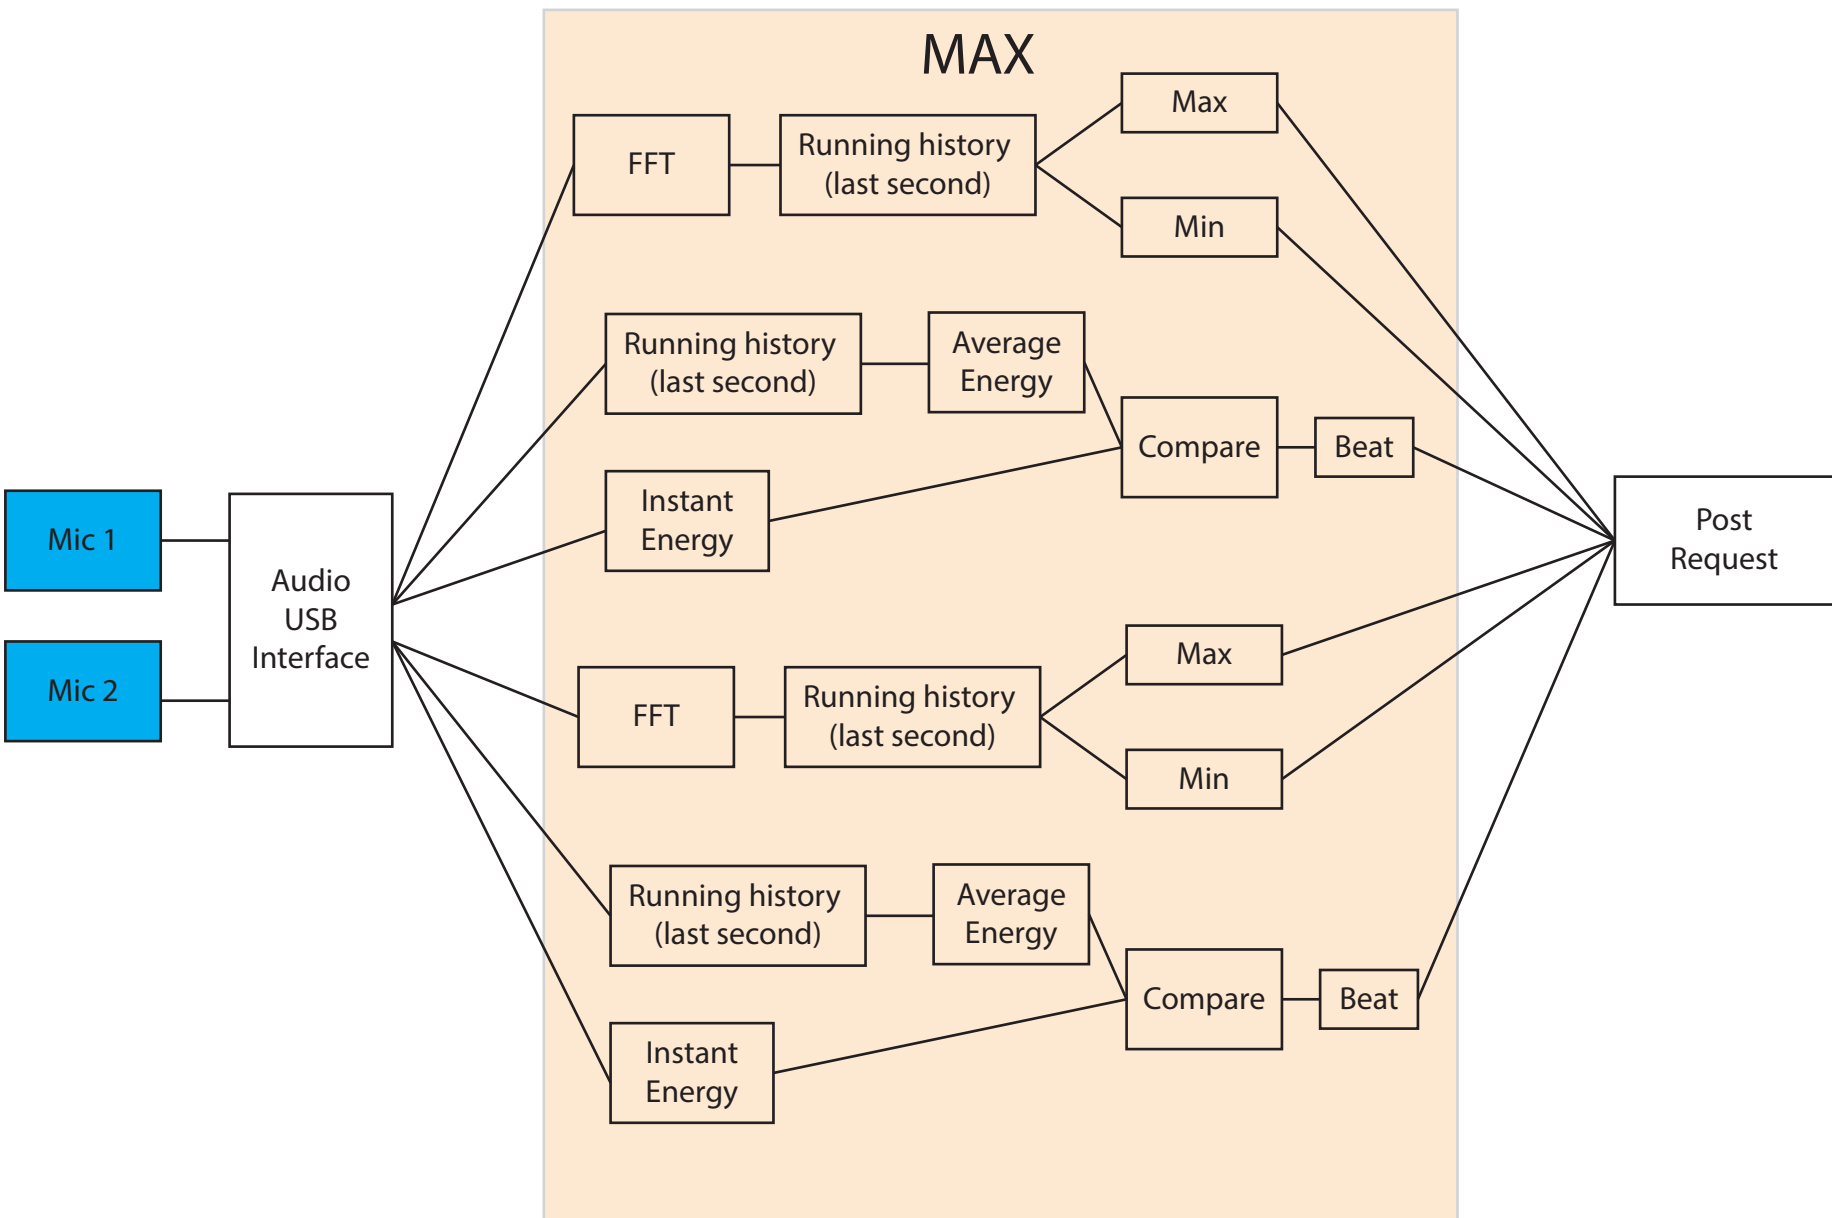 MAX
Max
FFT
Running history
(last second)
Min
Running history
(last second)
Average
Energy
Compare
Beat
Instant
Energy
Mic 1
Audio
USB
Interface
Mic 2
Post
Request
Max
FFT
Running history
(last second)
Min
Running history
(last second)
Average
Energy
Compare
Beat
Instant
Energy